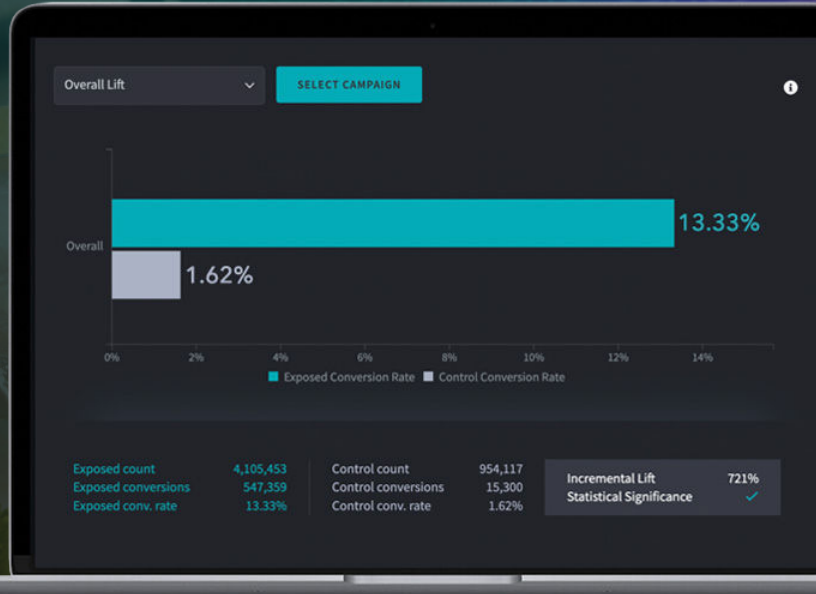 Overall Lift
SELECT CAMPAIGN
13.33%
Overall
1.62%
0% 2% 4% 6% 8% 10% 12% 14%
Exposed Conversion Rate Control Conversion Rate
Exposed count 4,105,453
Exposed conversions 547,359
Exposed conv. rate 13.33%
Control count 954,117
Control conversions 15,300
Control conv. rate 1.62%
Incremental Lift 721%
Statistical Significance